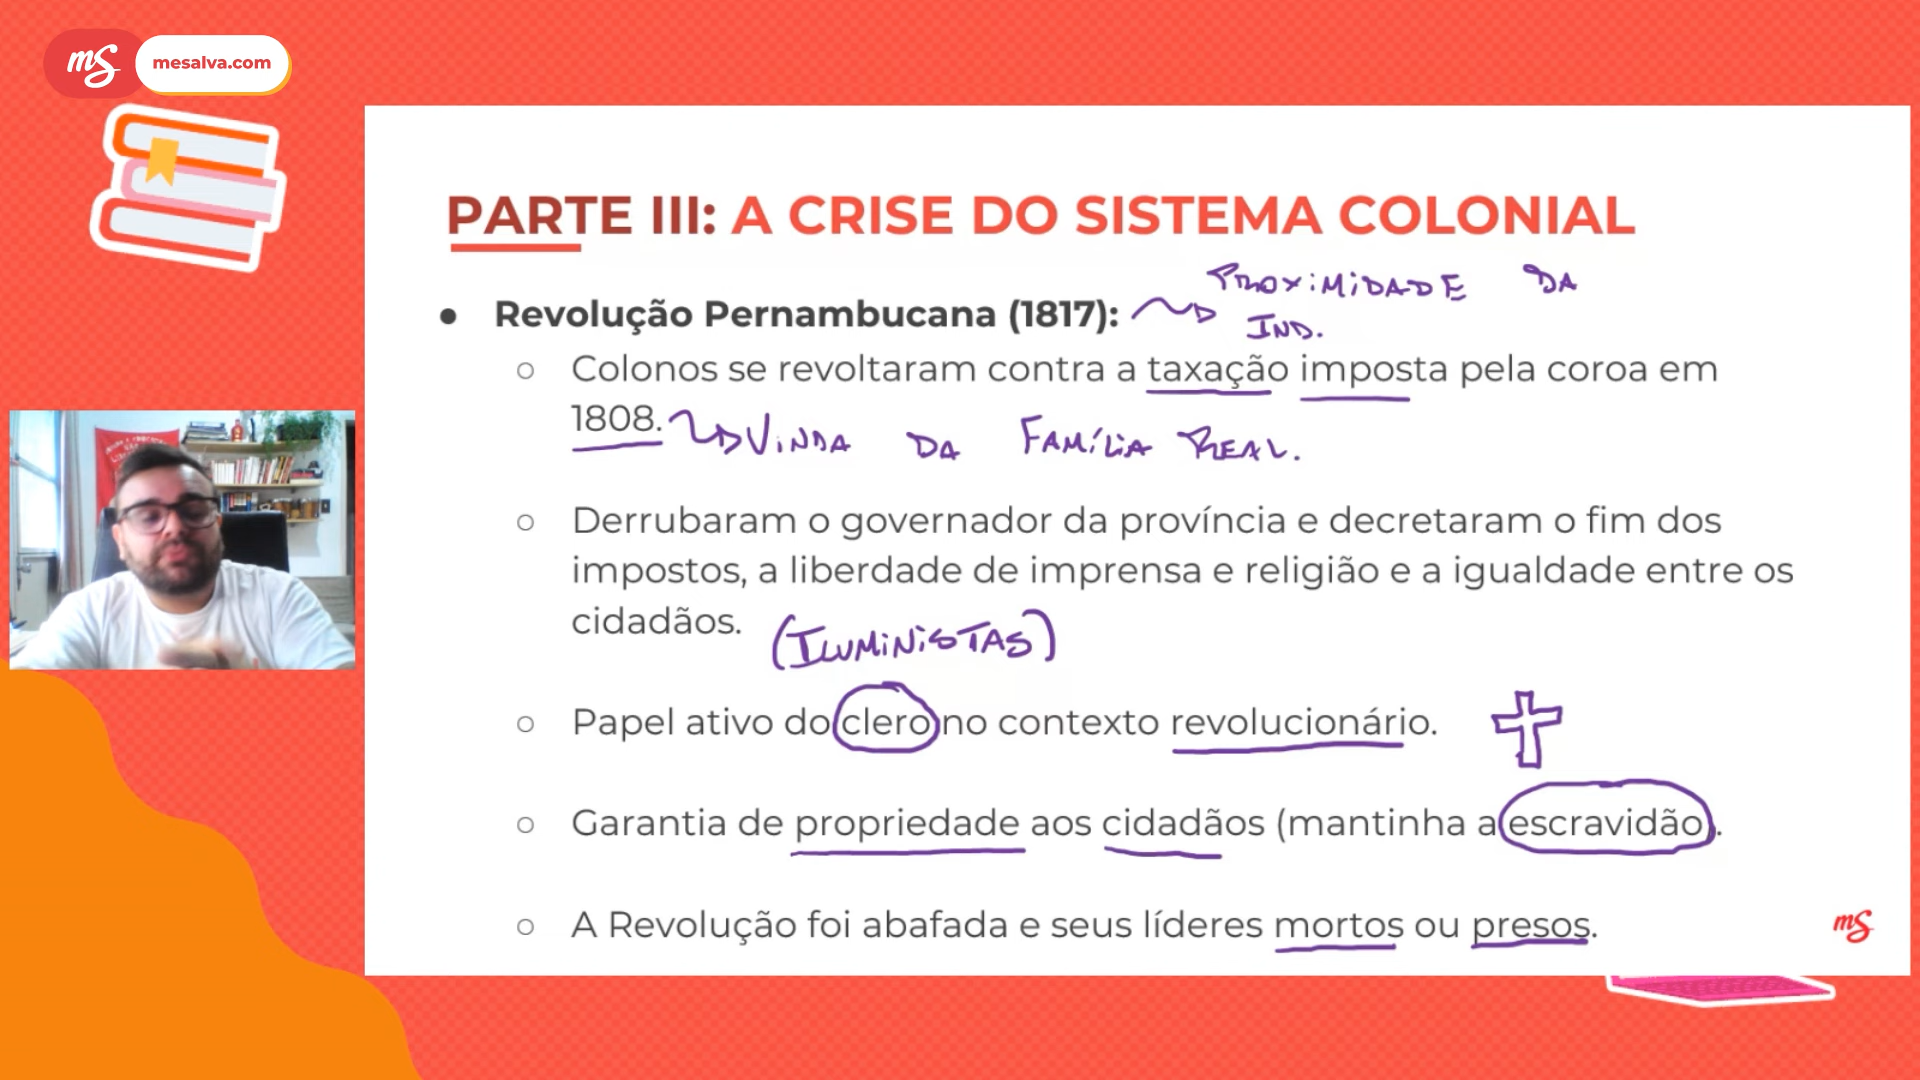 mS mesalva.com
PARTE III: A CRISE DO SISTEMA COLONIAL
PROXIMIDADE DA
● Revolução Pernambucana (1817):
IND.
○ Colonos se revoltaram contra a taxação imposta pela coroa em
1808. VINDA DA FAMÍLIA REAL.
○ Derrubaram o governador da província e decretaram o fim dos
impostos, a liberdade de imprensa e religião e a igualdade entre os
cidadãos. (ILUMINISTAS)
○ Papel ativo do clero no contexto revolucionário.
○ Garantia de propriedade aos cidadãos (mantinha a escravidão).
○ A Revolução foi abafada e seus líderes mortos ou presos.
mS